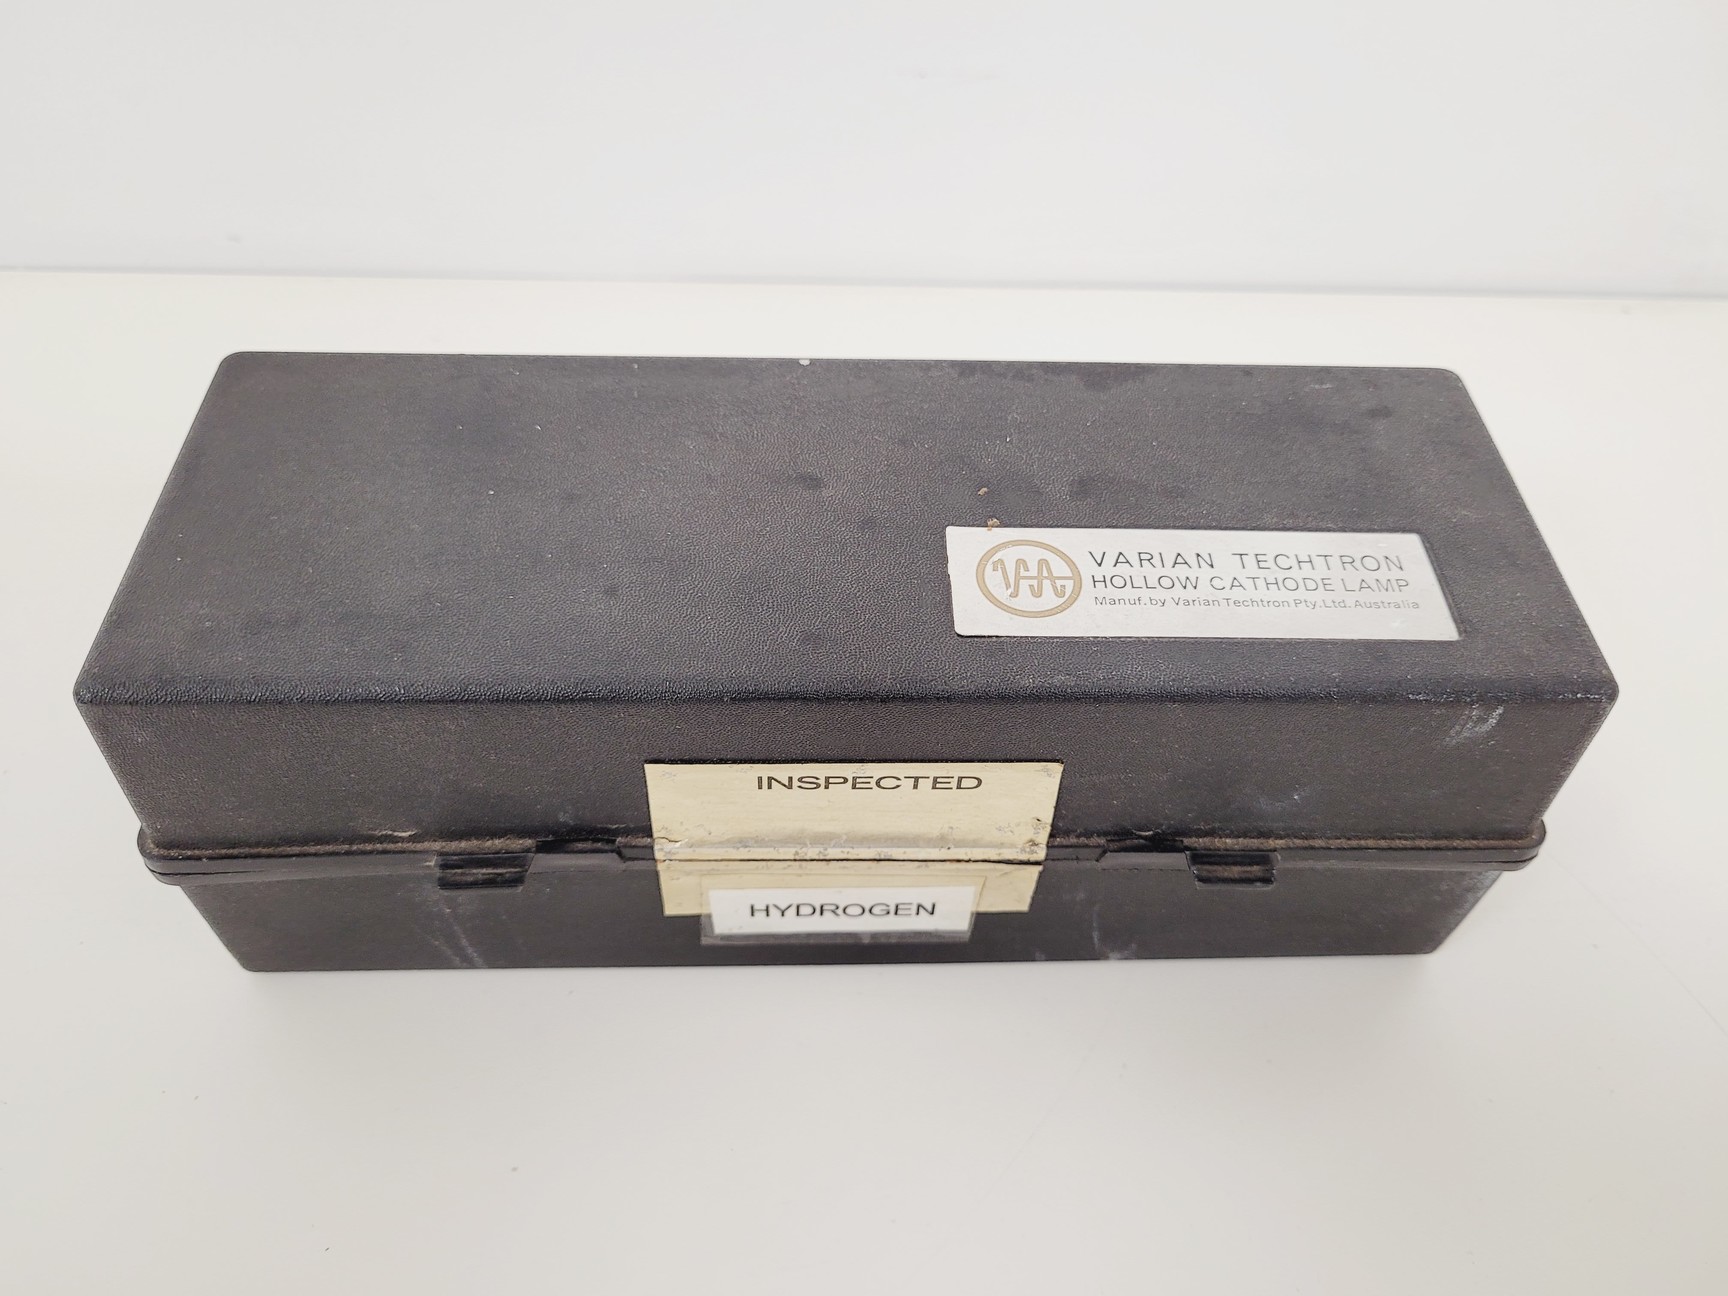 VARIAN TECHTRON
HOLLOW CATHODE LAMP
Manuf. by Varian Techtron Pty. Ltd. Australia
INSPECTED
HYDROGEN